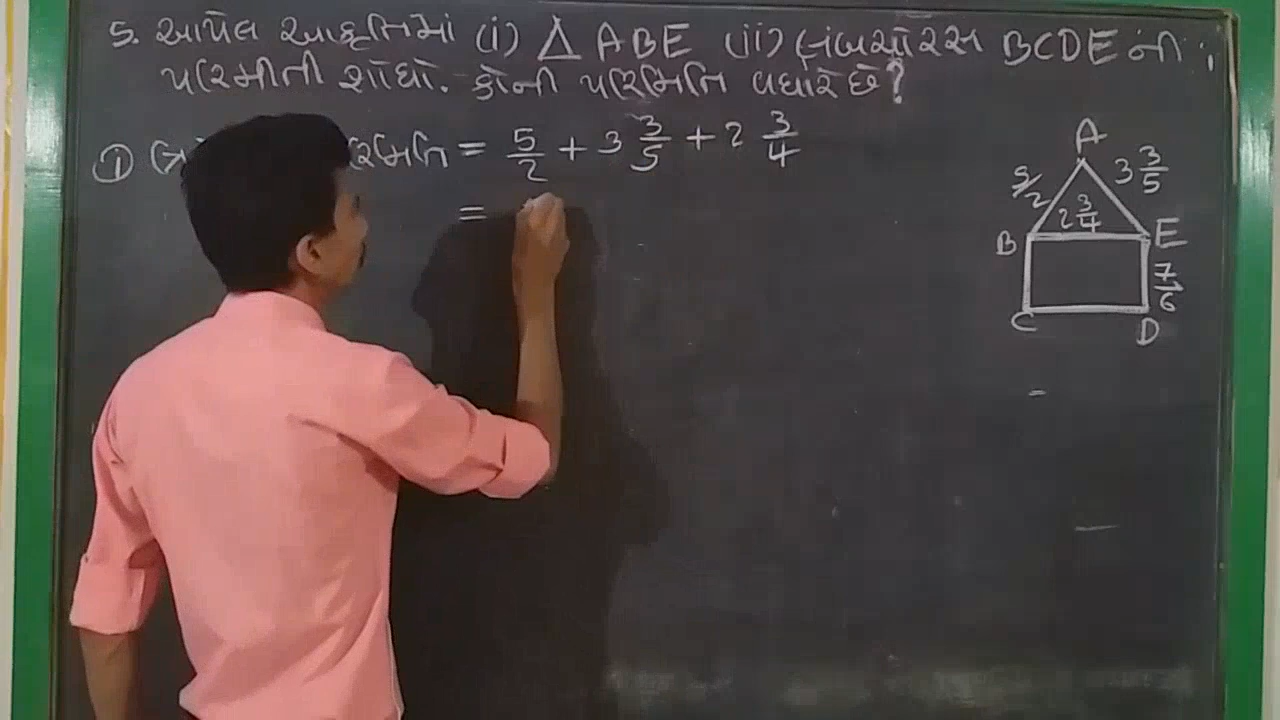 5. આપેલ આકૃતિમાં (i) △ ABE (ii) લંબચોરસ BCDE ની
પરિમીતી શોધો. કોની પરિમિતિ વધારે છે?
① = 5/2 + 3 3/5 + 2 3/4
=
A
5/2 3 3/5
2 3/4
B E
7/6
C D